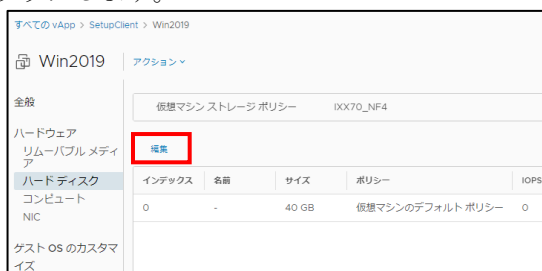 すべての vApp > SetupClient > Win2019
Win2019 アクション
全般
仮想マシン ストレージ ポリシー IXX70_NF4
ハードウェア
リムーバブル メディア
編集
ハード ディスク
インデックス 名前 サイズ ポリシー IOPS
コンピュート
0 - 40 GB 仮想マシンのデフォルト ポリシー 0
NIC
ゲスト OS のカスタマイズ